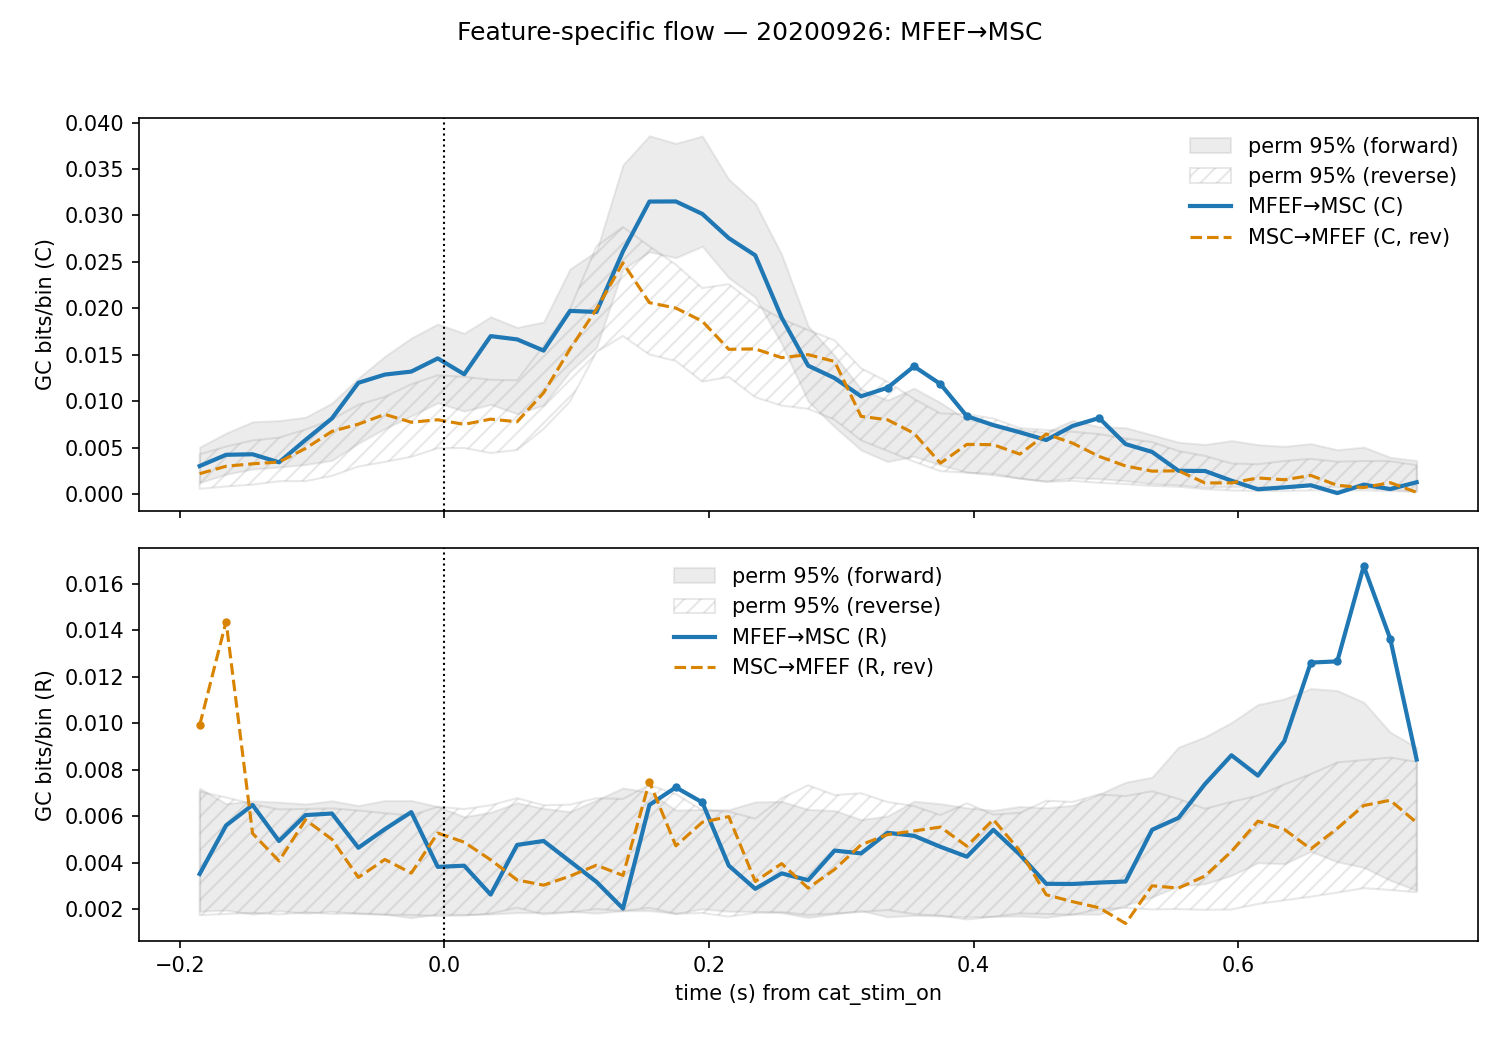 Feature-specific flow — 20200926: MFEF→MSC
0.040
0.035
0.030
0.025
0.020
0.015
0.010
0.005
0.000
GC bits/bin (C)
perm 95% (forward)
perm 95% (reverse)
MFEF→MSC (C)
MSC→MFEF (C, rev)
0.016
0.014
0.012
0.010
0.008
0.006
0.004
0.002
GC bits/bin (R)
perm 95% (forward)
perm 95% (reverse)
MFEF→MSC (R)
MSC→MFEF (R, rev)
−0.2
0.0
0.2
0.4
0.6
time (s) from cat_stim_on